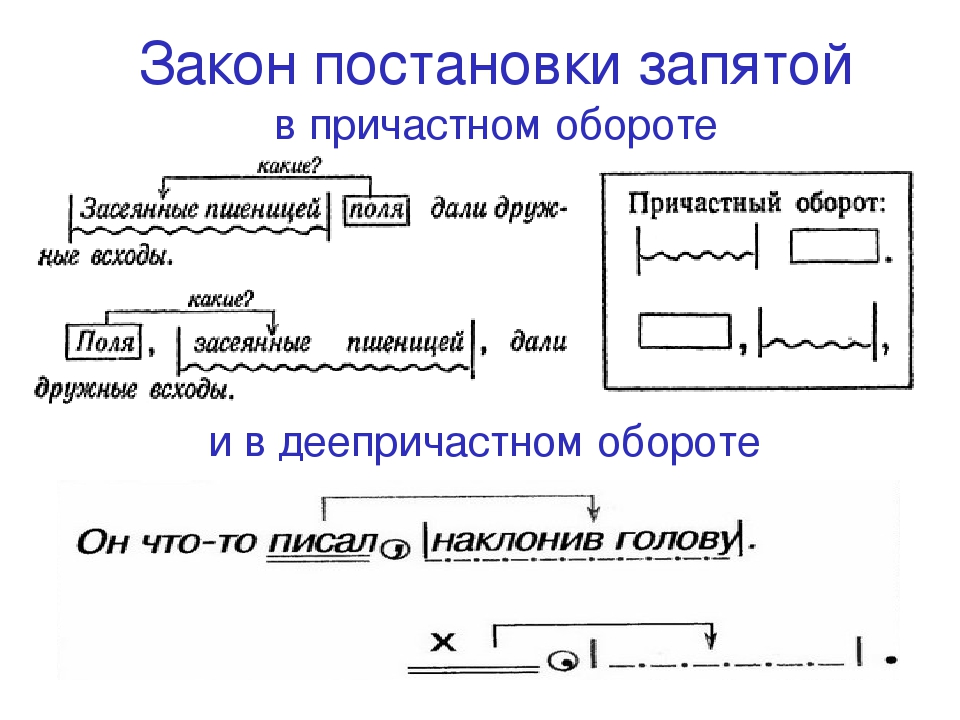 Закон постановки запятой
в причастном обороте
какие?
Засеянные пшеницей поля дали друж-
ные всходы.
какие?
Поля, засеянные пшеницей, дали
дружные всходы.
Причастный оборот:
.
, ,
и в деепричастном обороте
Он что-то писал, наклонив голову.
х
, .